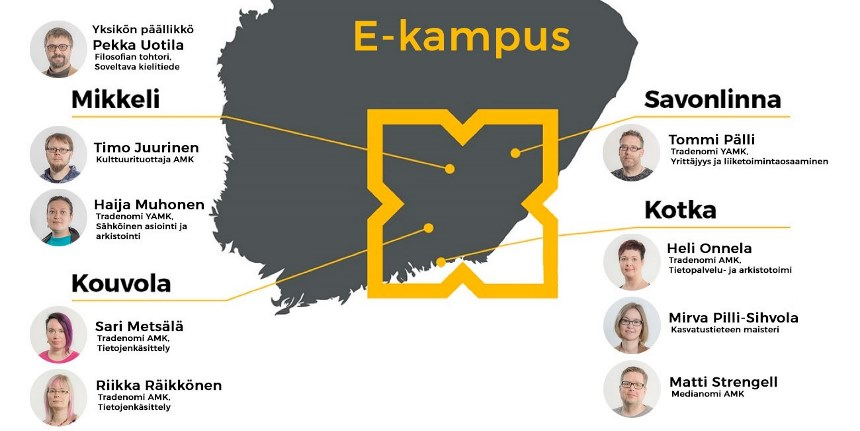 E-kampus
Yksikön päällikkö
Pekka Uotila
Filosofian tohtori,
Soveltava kielitiede
Mikkeli
Timo Juurinen
Kulttuurituottaja AMK
Haija Muhonen
Tradenomi YAMK,
Sähköinen asiointi ja
arkistointi
Kouvola
Sari Metsälä
Tradenomi AMK,
Tietojenkäsittely
Riikka Räikkönen
Tradenomi AMK,
Tietojenkäsittely
Savonlinna
Tommi Pälli
Tradenomi YAMK,
Yrittäjyys ja liiketoimintaosaaminen
Kotka
Heli Onnela
Tradenomi AMK,
Tietopalvelu- ja arkistotoimi
Mirva Pilli-Sihvola
Kasvatustieteen maisteri
Matti Strengell
Medianomi AMK